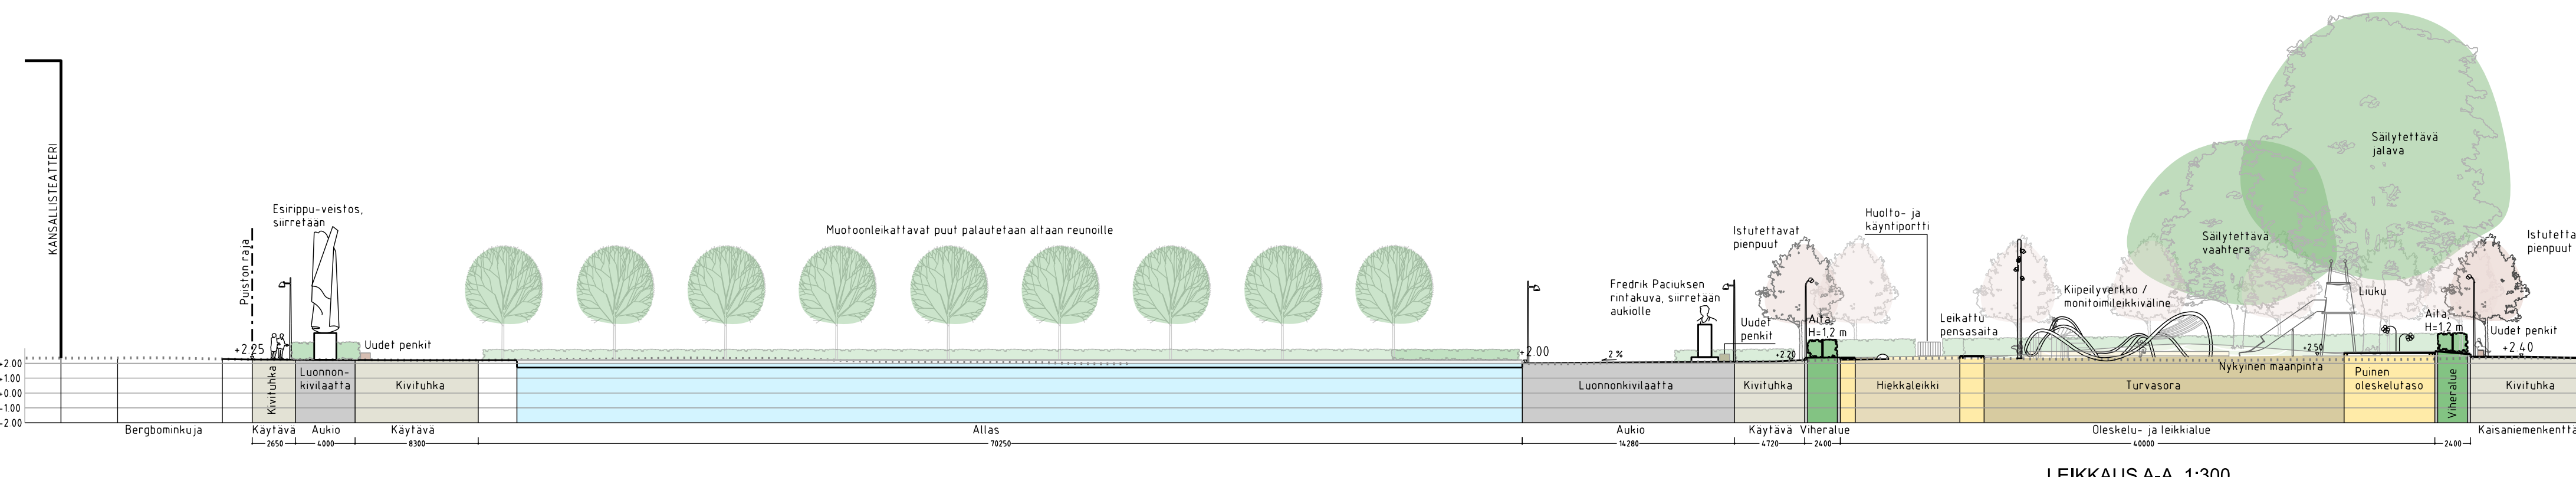 KANSALLISTEATTERI
Puiston raja
Esirippu-veistos,
siirretään
+2.25
Uudet penkit
Muotoonleikattavat puut palautetaan altaan reunoille
+2.00
2 %
Fredrik Paciuksen
rintakuva, siirretään
aukiolle
Uudet
penkit
Istutettavat
pienpuut
+2.20
Aita,
H=1,2 m
Huolto- ja
käyntiportti
Leikattu
pensasaita
Kiipeilyverkko /
monitoimileikkiväline
Säilytettävä
vaahtera
Säilytettävä
jalava
Liuku
+2.50
Nykyinen maanpinta
Aita,
H=1,2 m
Istutetta
pienpuut
Uudet penkit
+2.40
+2.00
+1.00
+0.00
-1.00
-2.00
Kivituhka
Luonnon-
kivilaatta
Kivituhka
Luonnonkivilaatta
Kivituhka
Hiekkaleikki
Turvasora
Puinen
oleskelutaso
Viheralue
Kivituhka
Bergbominkuja
Käytävä
Aukio
Käytävä
Allas
Aukio
Käytävä
Viheralue
Oleskelu- ja leikkialue
Kaisaniemenkenttä
2650
4000
8300
70250
14280
4720
2400
40000
2400
LEIKKAUS A-A 1:300